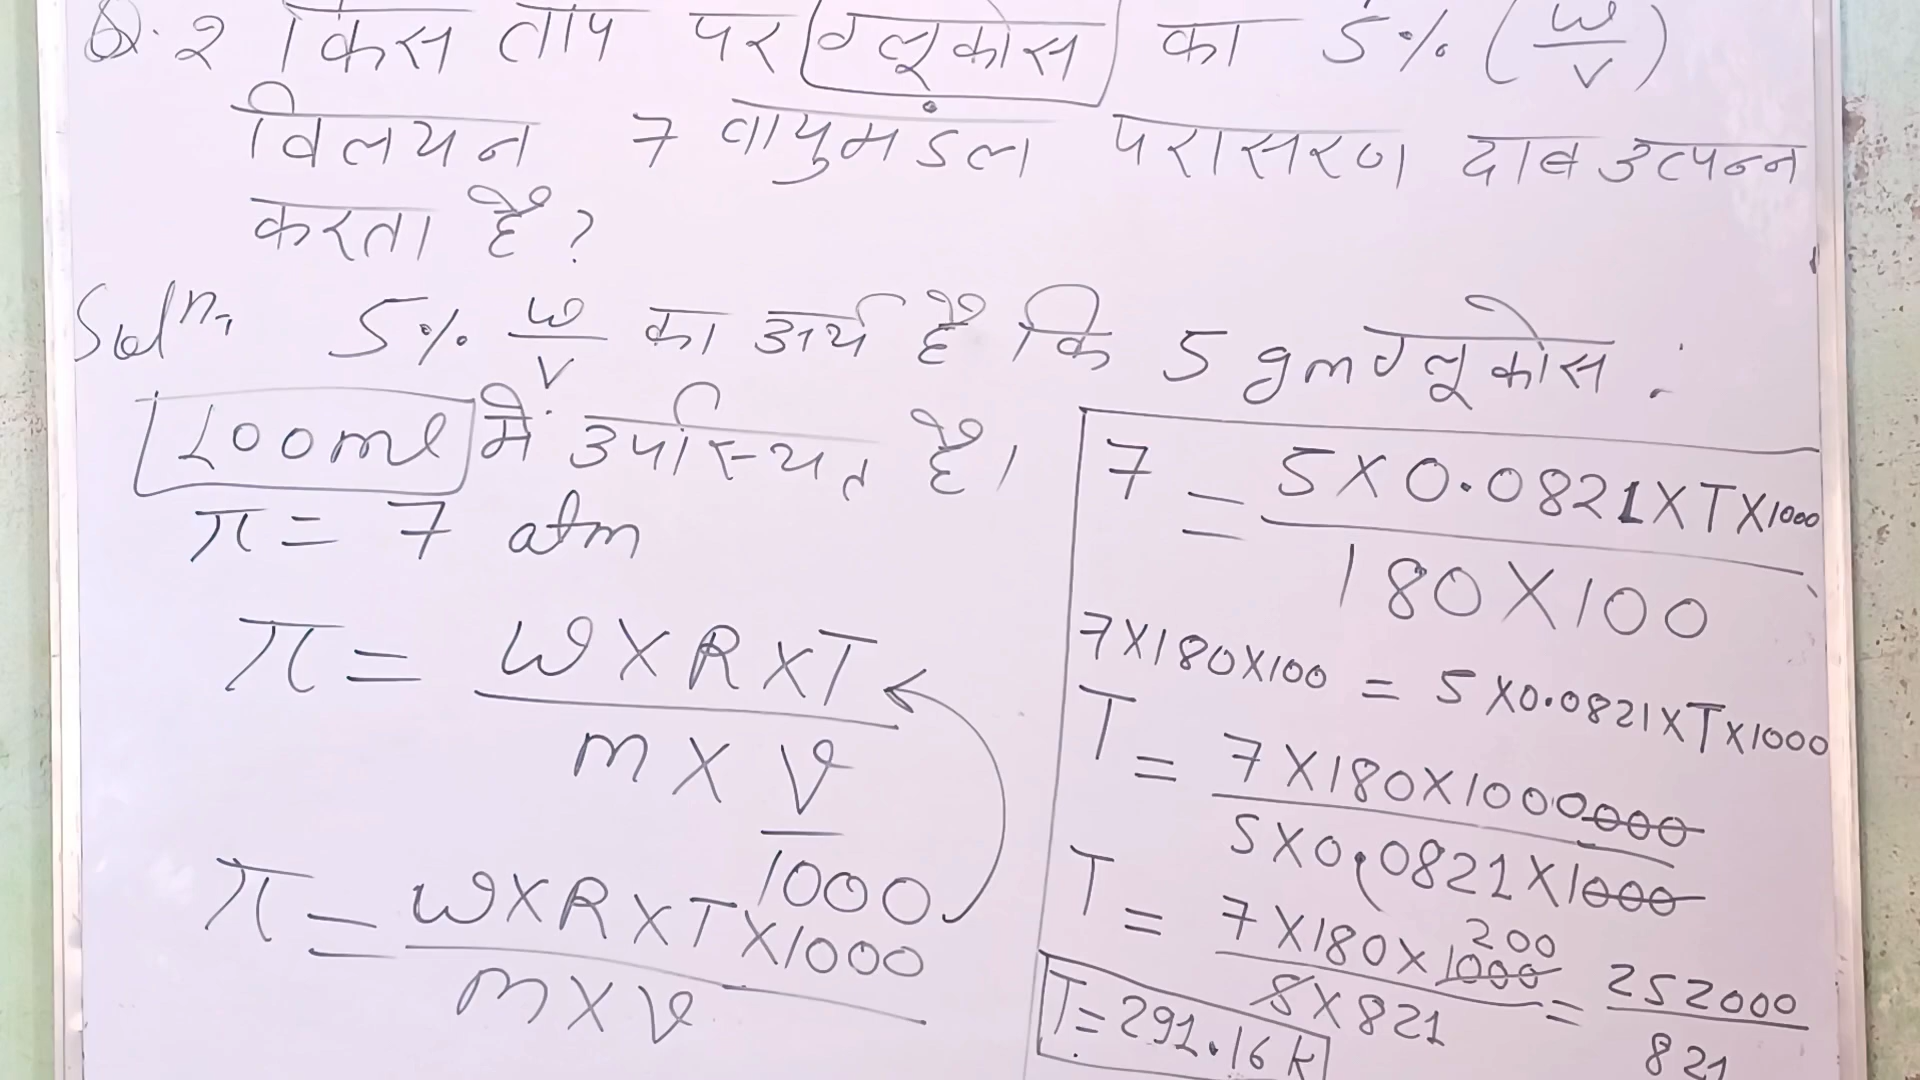 Q.2 किस ताप पर ग्लूकोस का 5% (w/v)
विलयन 7 वायुमंडल परासरण दाब उत्पन्न
करता है?
Solⁿ, 5% w/v का अर्थ है कि 5 gm ग्लूकोस :
100ml में उपस्थित है।
π = 7 atm
π = W×R×T / m×V/1000
π = W×R×T×1000 / m×V
7 = 5×0.0821×T×1000 / 180×100
7×180×100 = 5×0.0821×T×1000
T = 7×180×1000000 / 5×0.0821×1000
T = 7×180×1000 200 / 5×821 = 252000 / 821
T=291.16 k